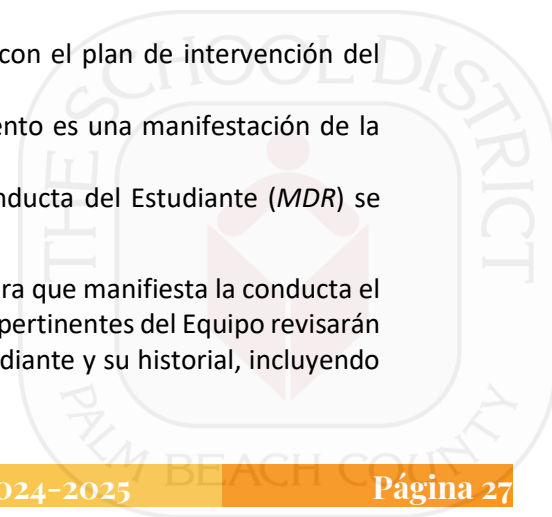 con el plan de intervención del
ento es una manifestación de la
nducta del Estudiante (MDR) se
ra que manifiesta la conducta el
pertinentes del Equipo revisarán
diante y su historial, incluyendo
THE SCHOOL DISTRICT
PALM BEACH COUNTY
024-2025
Página 27